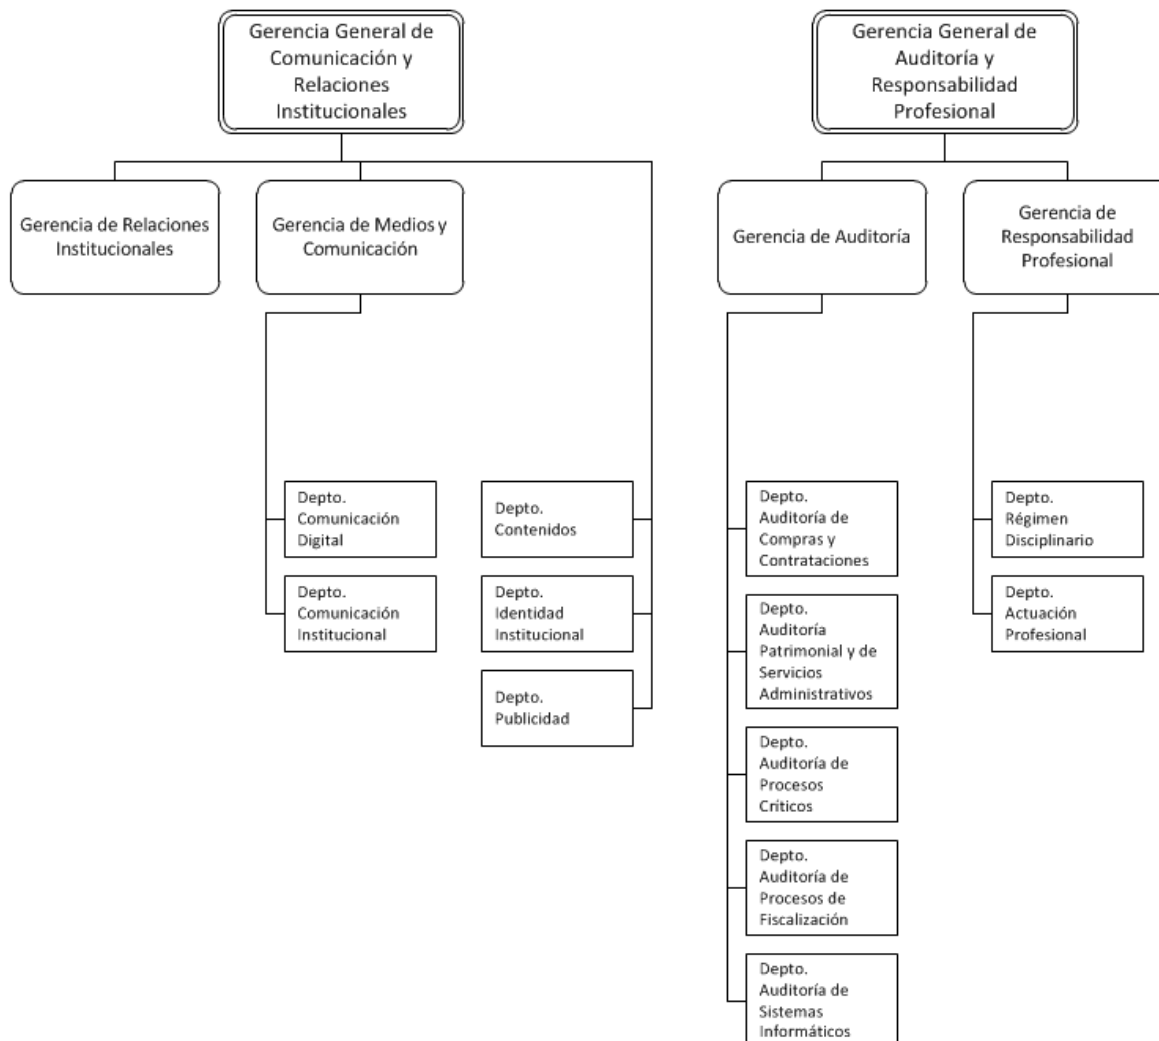 Gerencia General de
Comunicación y
Relaciones
Institucionales
Gerencia General de
Auditoría y
Responsabilidad
Profesional
Gerencia de Relaciones
Institucionales
Gerencia de Medios y
Comunicación
Gerencia de Auditoría
Gerencia de
Responsabilidad
Profesional
Depto.
Comunicación
Digital
Depto.
Comunicación
Institucional
Depto.
Contenidos
Depto.
Identidad
Institucional
Depto.
Publicidad
Depto.
Auditoría de
Compras y
Contrataciones
Depto.
Auditoría
Patrimonial y de
Servicios
Administrativos
Depto.
Auditoría de
Procesos
Críticos
Depto.
Auditoría de
Procesos de
Fiscalización
Depto.
Auditoría de
Sistemas
Informáticos
Depto.
Régimen
Disciplinario
Depto.
Actuación
Profesional